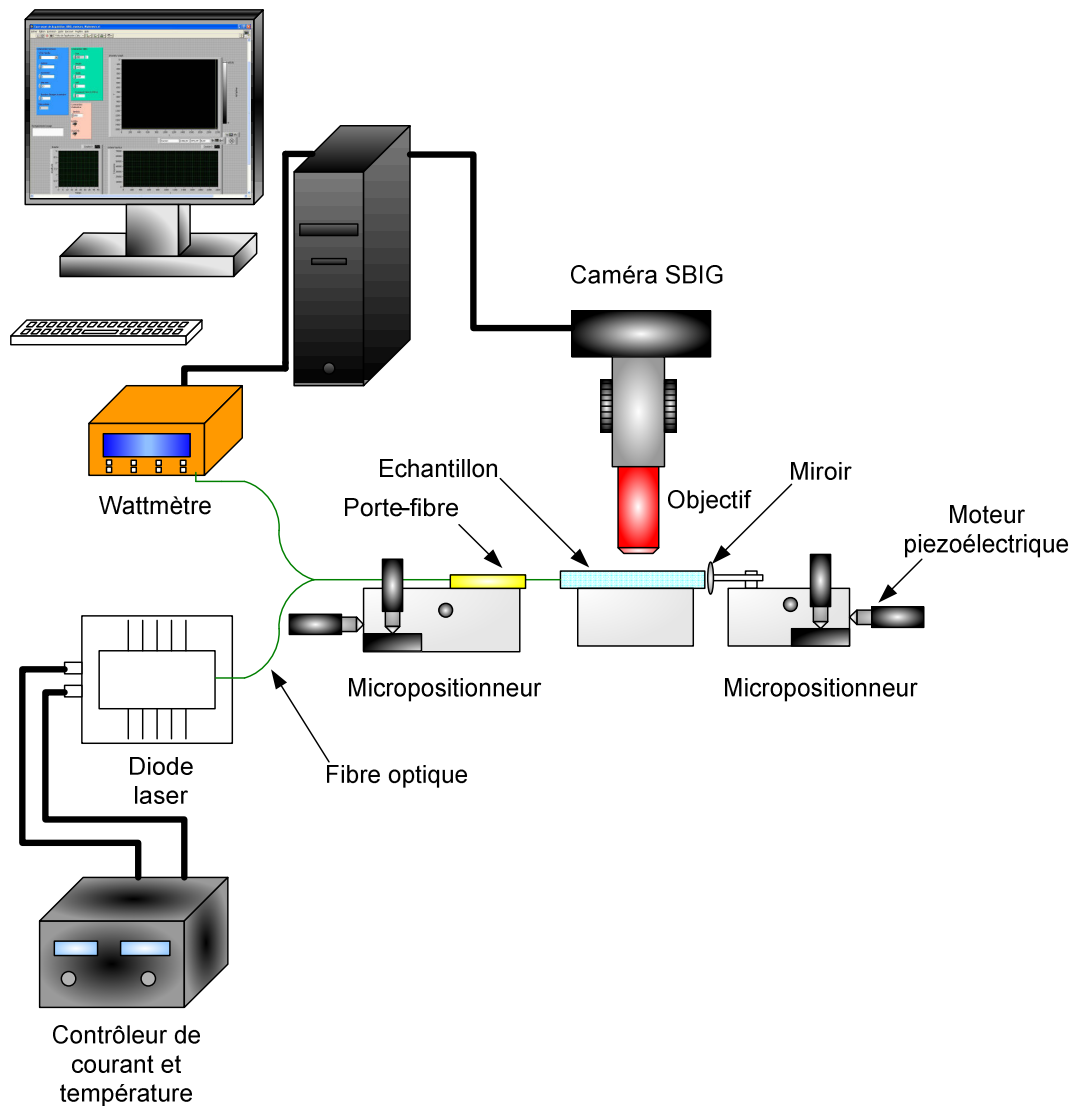 Caméra SBIG
Echantillon
Miroir
Porte-fibre
Objectif
Moteur
piezoélectrique
Wattmètre
Micropositionneur
Micropositionneur
Diode
laser
Fibre optique
Contrôleur de
courant et
température